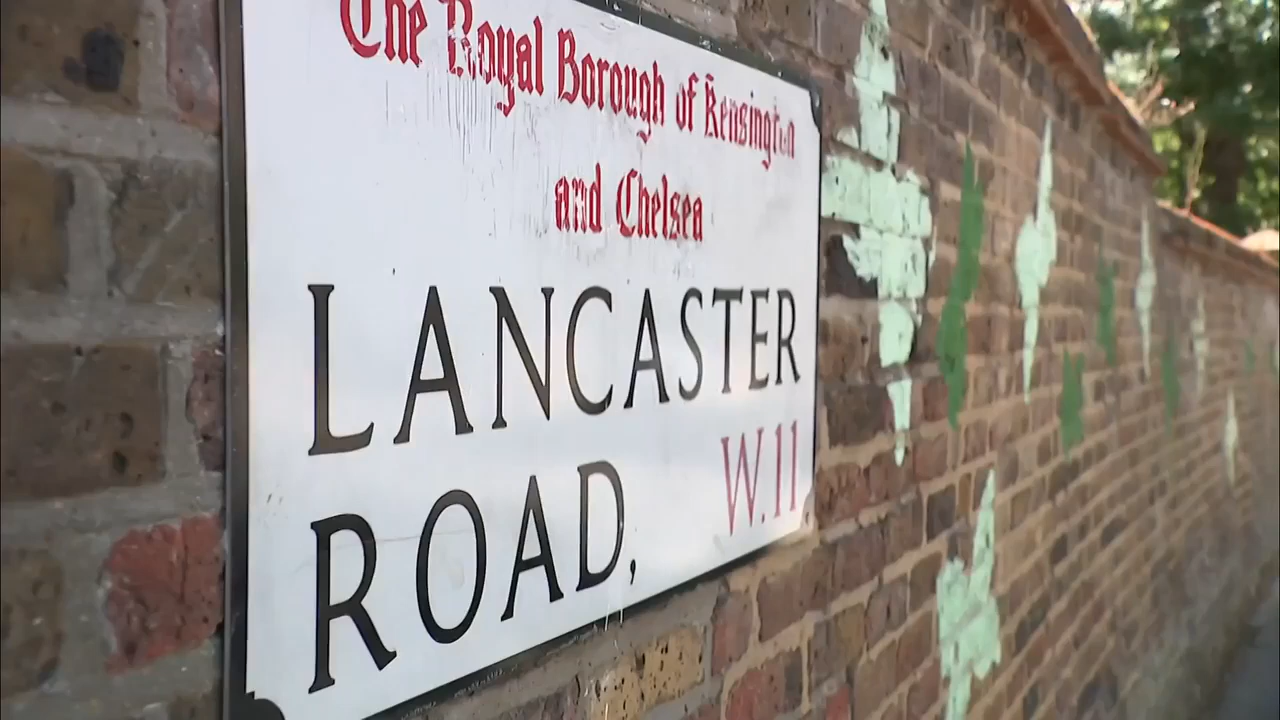 The Royal Borough of Kensington
and Chelsea
LANCASTER
ROAD, W.11